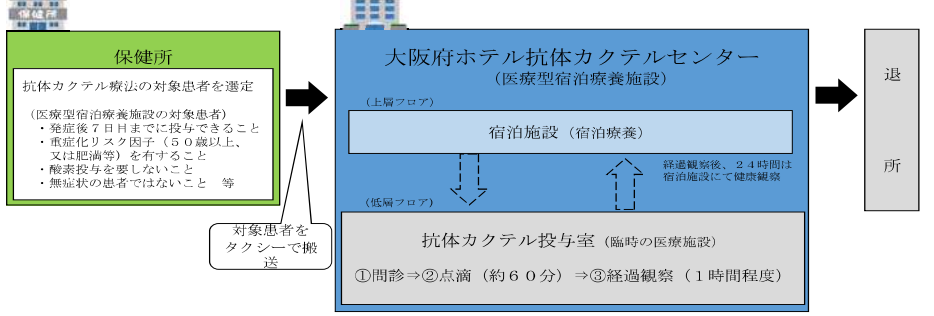 保健所
保健所
抗体カクテル療法の対象患者を選定
(医療型宿泊療養施設の対象患者)
・発症後７日目までに投与できること
・重症化リスク因子（５０歳以上、
又は肥満等）を有すること
・酸素投与を要しないこと
・無症状の患者ではないこと　等
対象患者を
タクシーで搬
送
大阪府ホテル抗体カクテルセンター
(医療型宿泊療養施設)
(上層フロア)
宿泊施設（宿泊療養）
経過観察後、２４時間は
宿泊施設にて健康観察
(低層フロア)
抗体カクテル投与室（臨時の医療施設）
①問診⇒②点滴（約６０分）⇒③経過観察（１時間程度）
退
所